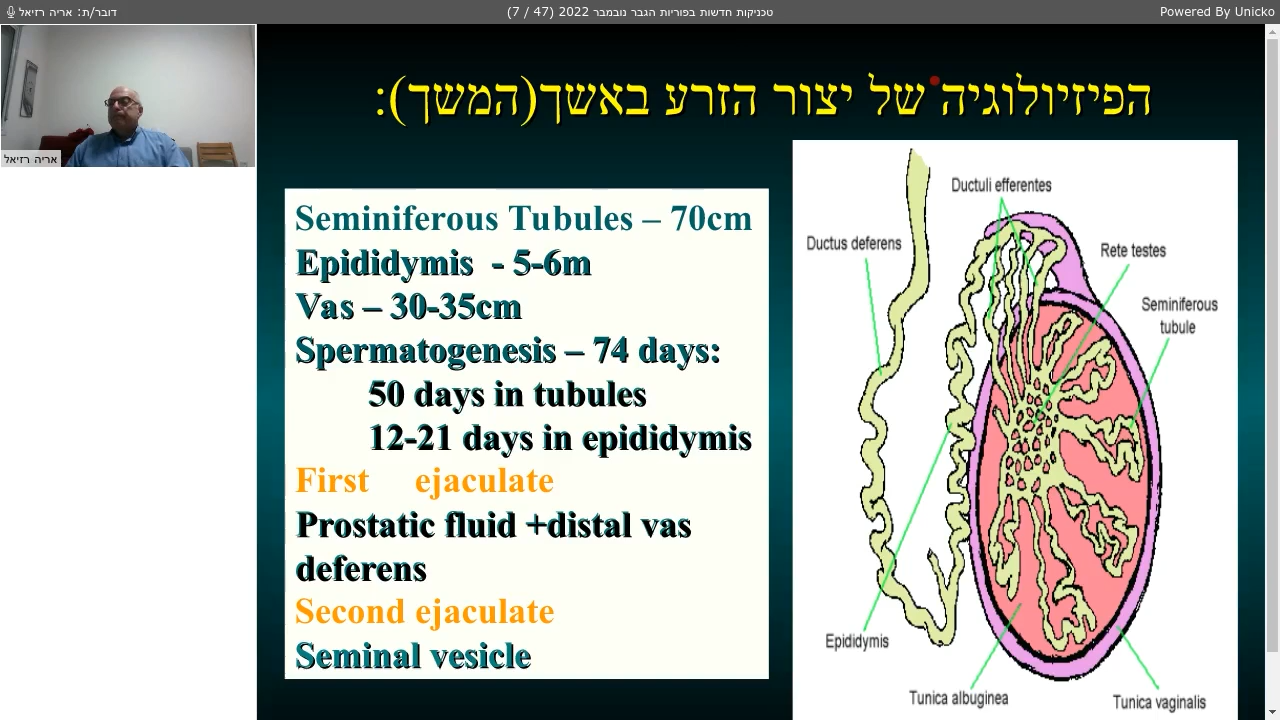 דובר/ת: אריה רזיאל
טכניקות חדשות בפוריות הגבר נובמבר 2022 (47 / 7)
Powered By Unicko
אריה רזיאל
הפיזיולוגיה של יצור הזרע באשך(המשך):
Seminiferous Tubules – 70cm
Epididymis - 5-6m
Vas – 30-35cm
Spermatogenesis – 74 days:
50 days in tubules
12-21 days in epididymis
First ejaculate
Prostatic fluid +distal vas
deferens
Second ejaculate
Seminal vesicle
Ductuli efferentes
Ductus deferens
Rete testes
Seminiferous
tubule
Epididymis
Tunica albuginea
Tunica vaginalis